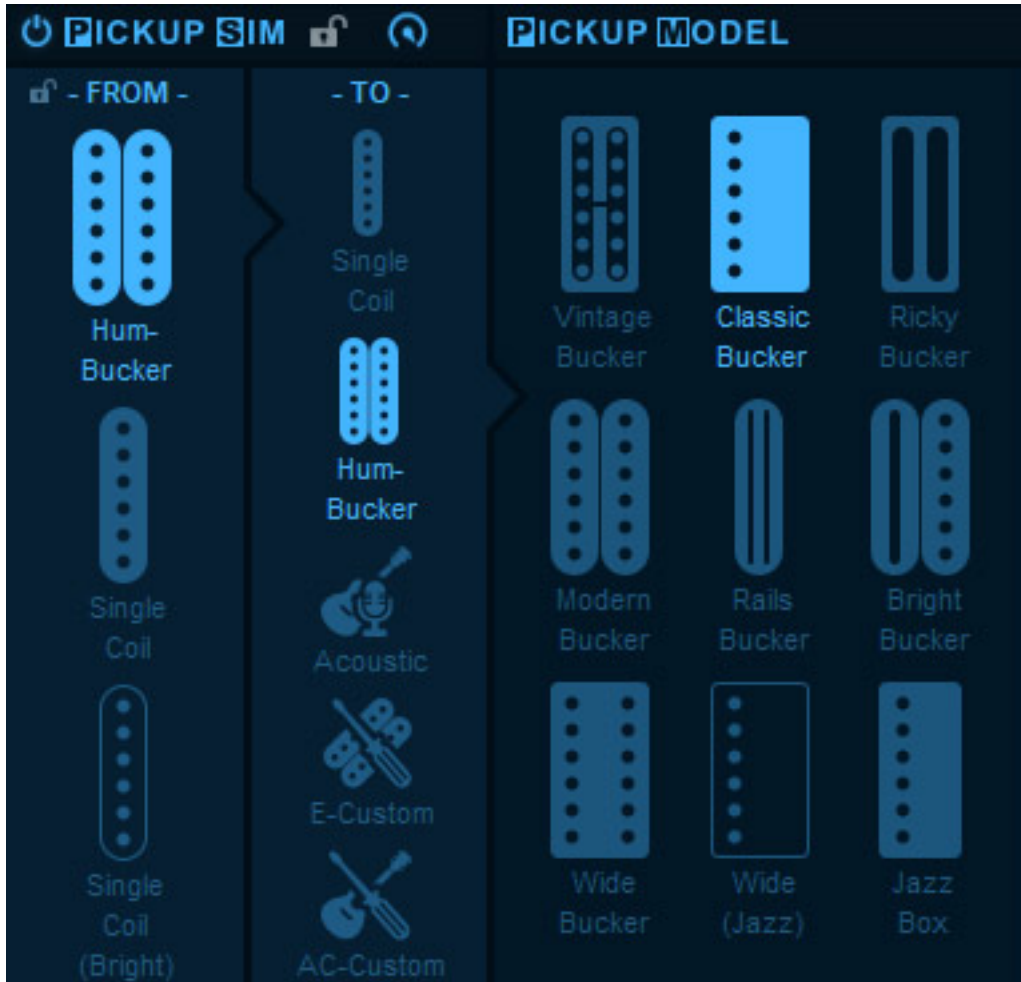 PICKUP SIM
PICKUP MODEL
- FROM -
Hum-
Bucker
Single
Coil
Single
Coil
(Bright)
- TO -
Single
Coil
Hum-
Bucker
Acoustic
E-Custom
AC-Custom
Vintage
Bucker
Classic
Bucker
Ricky
Bucker
Modern
Bucker
Rails
Bucker
Bright
Bucker
Wide
Bucker
Wide
(Jazz)
Jazz
Box